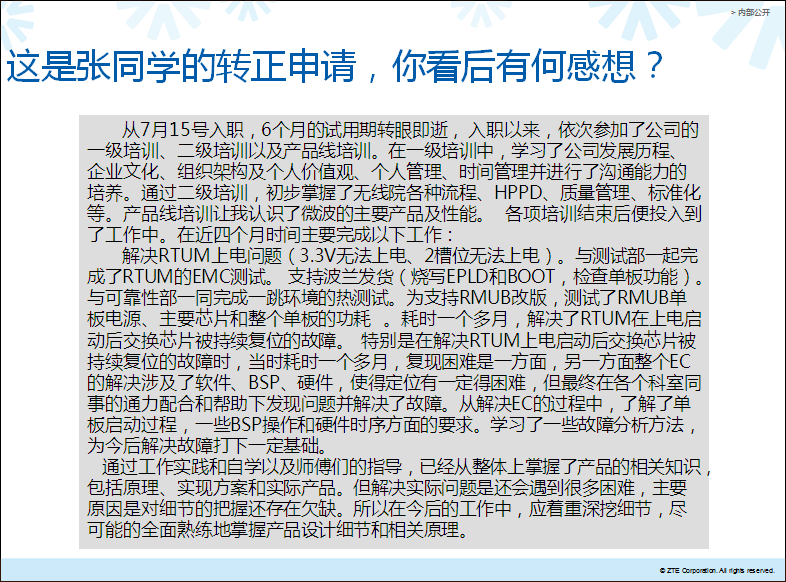 > 内部公开
这是张同学的转正申请，你看后有何感想？
从7月15号入职，6个月的试用期转眼即逝，入职以来，依次参加了公司的
一级培训、二级培训以及产品线培训。在一级培训中，学习了公司发展历程、
企业文化、组织架构及个人价值观、个人管理、时间管理并进行了沟通能力的
培养。通过二级培训，初步掌握了无线院各种流程、HPPD、质量管理、标准化
等。产品线培训让我认识了微波的主要产品及性能。 各项培训结束后便投入到
了工作中。在近四个月时间主要完成以下工作：
解决RTUM上电问题（3.3V无法上电、2槽位无法上电）。与测试部一起完
成了RTUM的EMC测试。 支持波兰发货（烧写EPLD和BOOT，检查单板功能）。
与可靠性部一同完成一跳环境的热测试。为支持RMUB改版，测试了RMUB单
板电源、主要芯片和整个单板的功耗 。耗时一个多月，解决了RTUM在上电启
动后交换芯片被持续复位的故障。 特别是在解决RTUM上电启动后交换芯片被
持续复位的故障时，当时耗时一个多月，复现困难是一方面，另一方面整个EC
的解决涉及了软件、BSP、硬件，使得定位有一定得困难，但最终在各个科室同
事的通力配合和帮助下发现问题并解决了故障。从解决EC的过程中，了解了单
板启动过程，一些BSP操作和硬件时序方面的要求。学习了一些故障分析方法，
为今后解决故障打下一定基础。
通过工作实践和自学以及师傅们的指导，已经从整体上掌握了产品的相关知识，
包括原理、实现方案和实际产品。但解决实际问题是还会遇到很多困难，主要
原因是对细节的把握还存在欠缺。所以在今后的工作中，应着重深挖细节，尽
可能的全面熟练地掌握产品设计细节和相关原理。
© ZTE Corporation. All rights reserved.